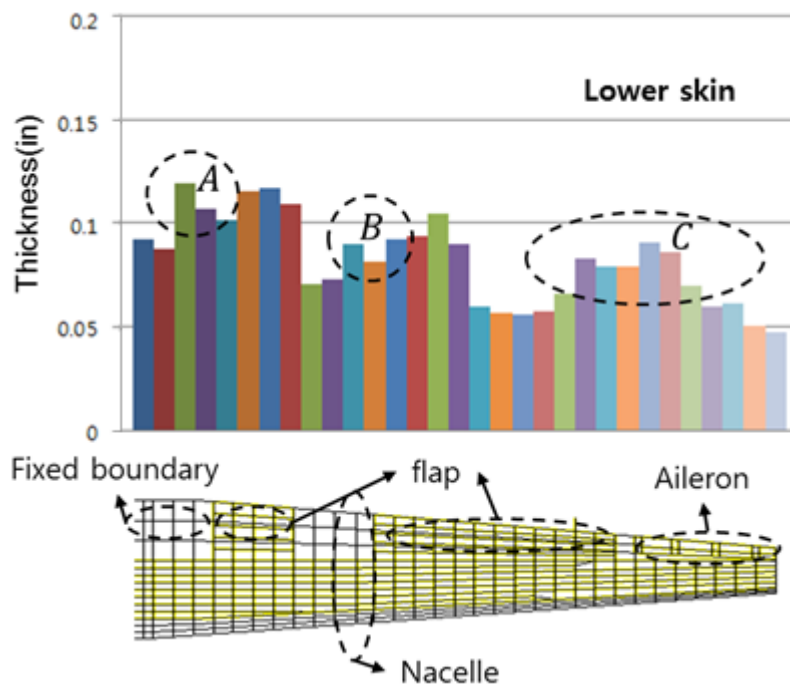 0.2
Lower skin
0.15
A
B
C
0.1
0.05
0
Thickness(in)
Fixed boundary
flap
Aileron
Nacelle